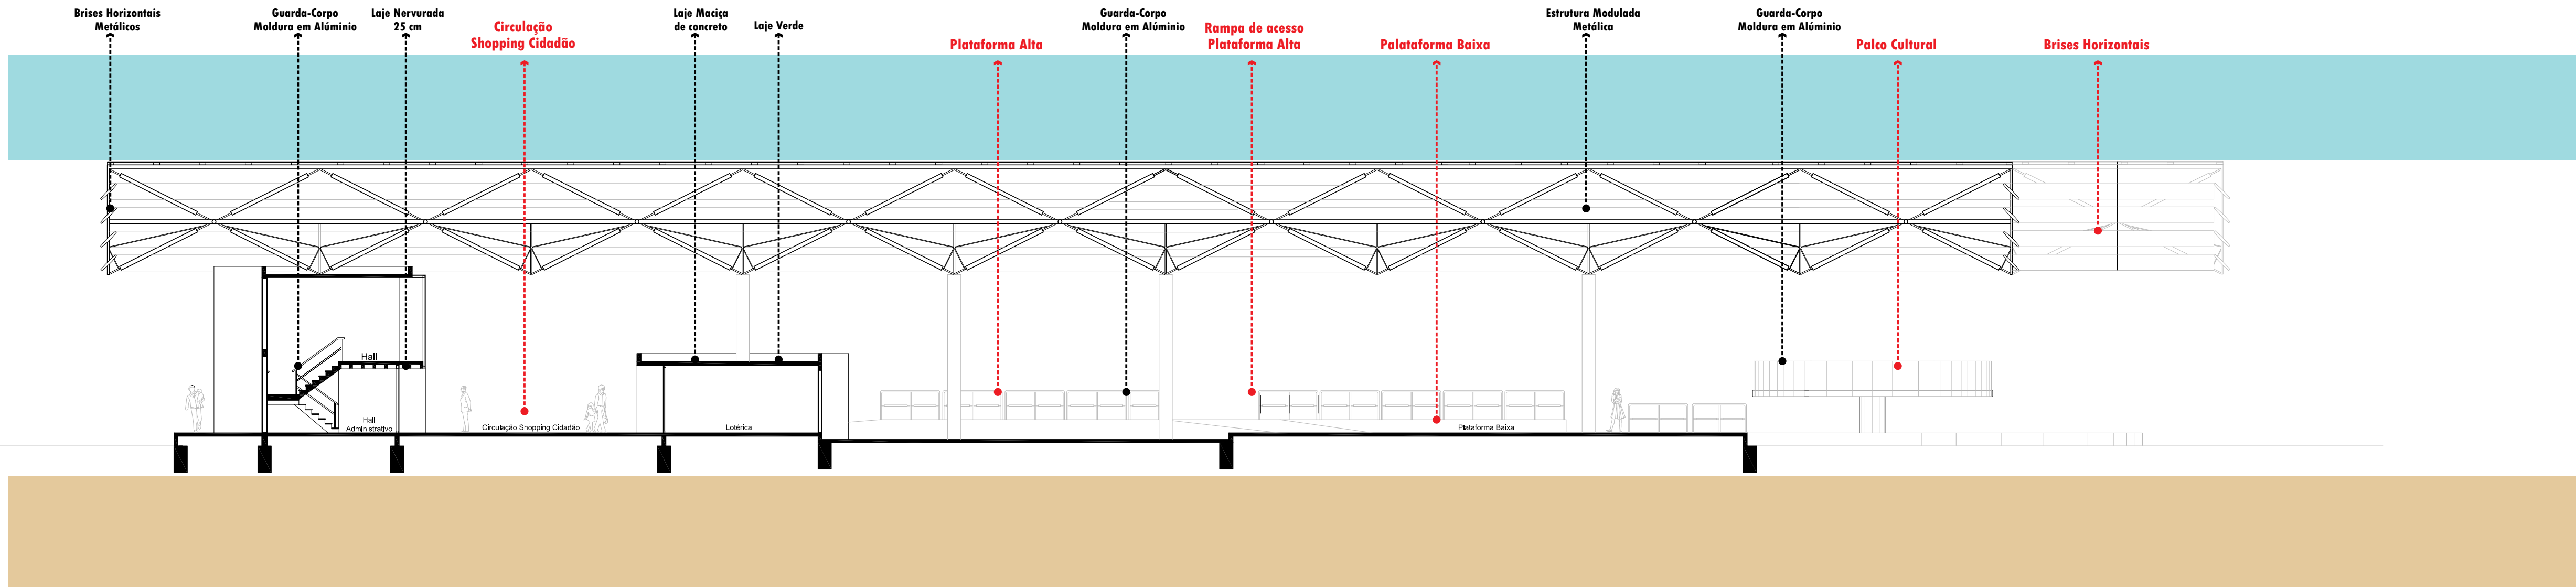 Brises Horizontais
Metálicos
Guarda-Corpo
Moldura em Alúminio
Laje Nervurada
25 cm
Circulação
Shopping Cidadão
Laje Maciça
de concreto
Laje Verde
Plataforma Alta
Guarda-Corpo
Moldura em Alúminio
Rampa de acesso
Plataforma Alta
Palataforma Baixa
Estrutura Modulada
Metálica
Guarda-Corpo
Moldura em Alúminio
Palco Cultural
Brises Horizontais
Hall
Hall
Administrativo
Circulação Shopping Cidadão
Lotérica
Plataforma Baixa